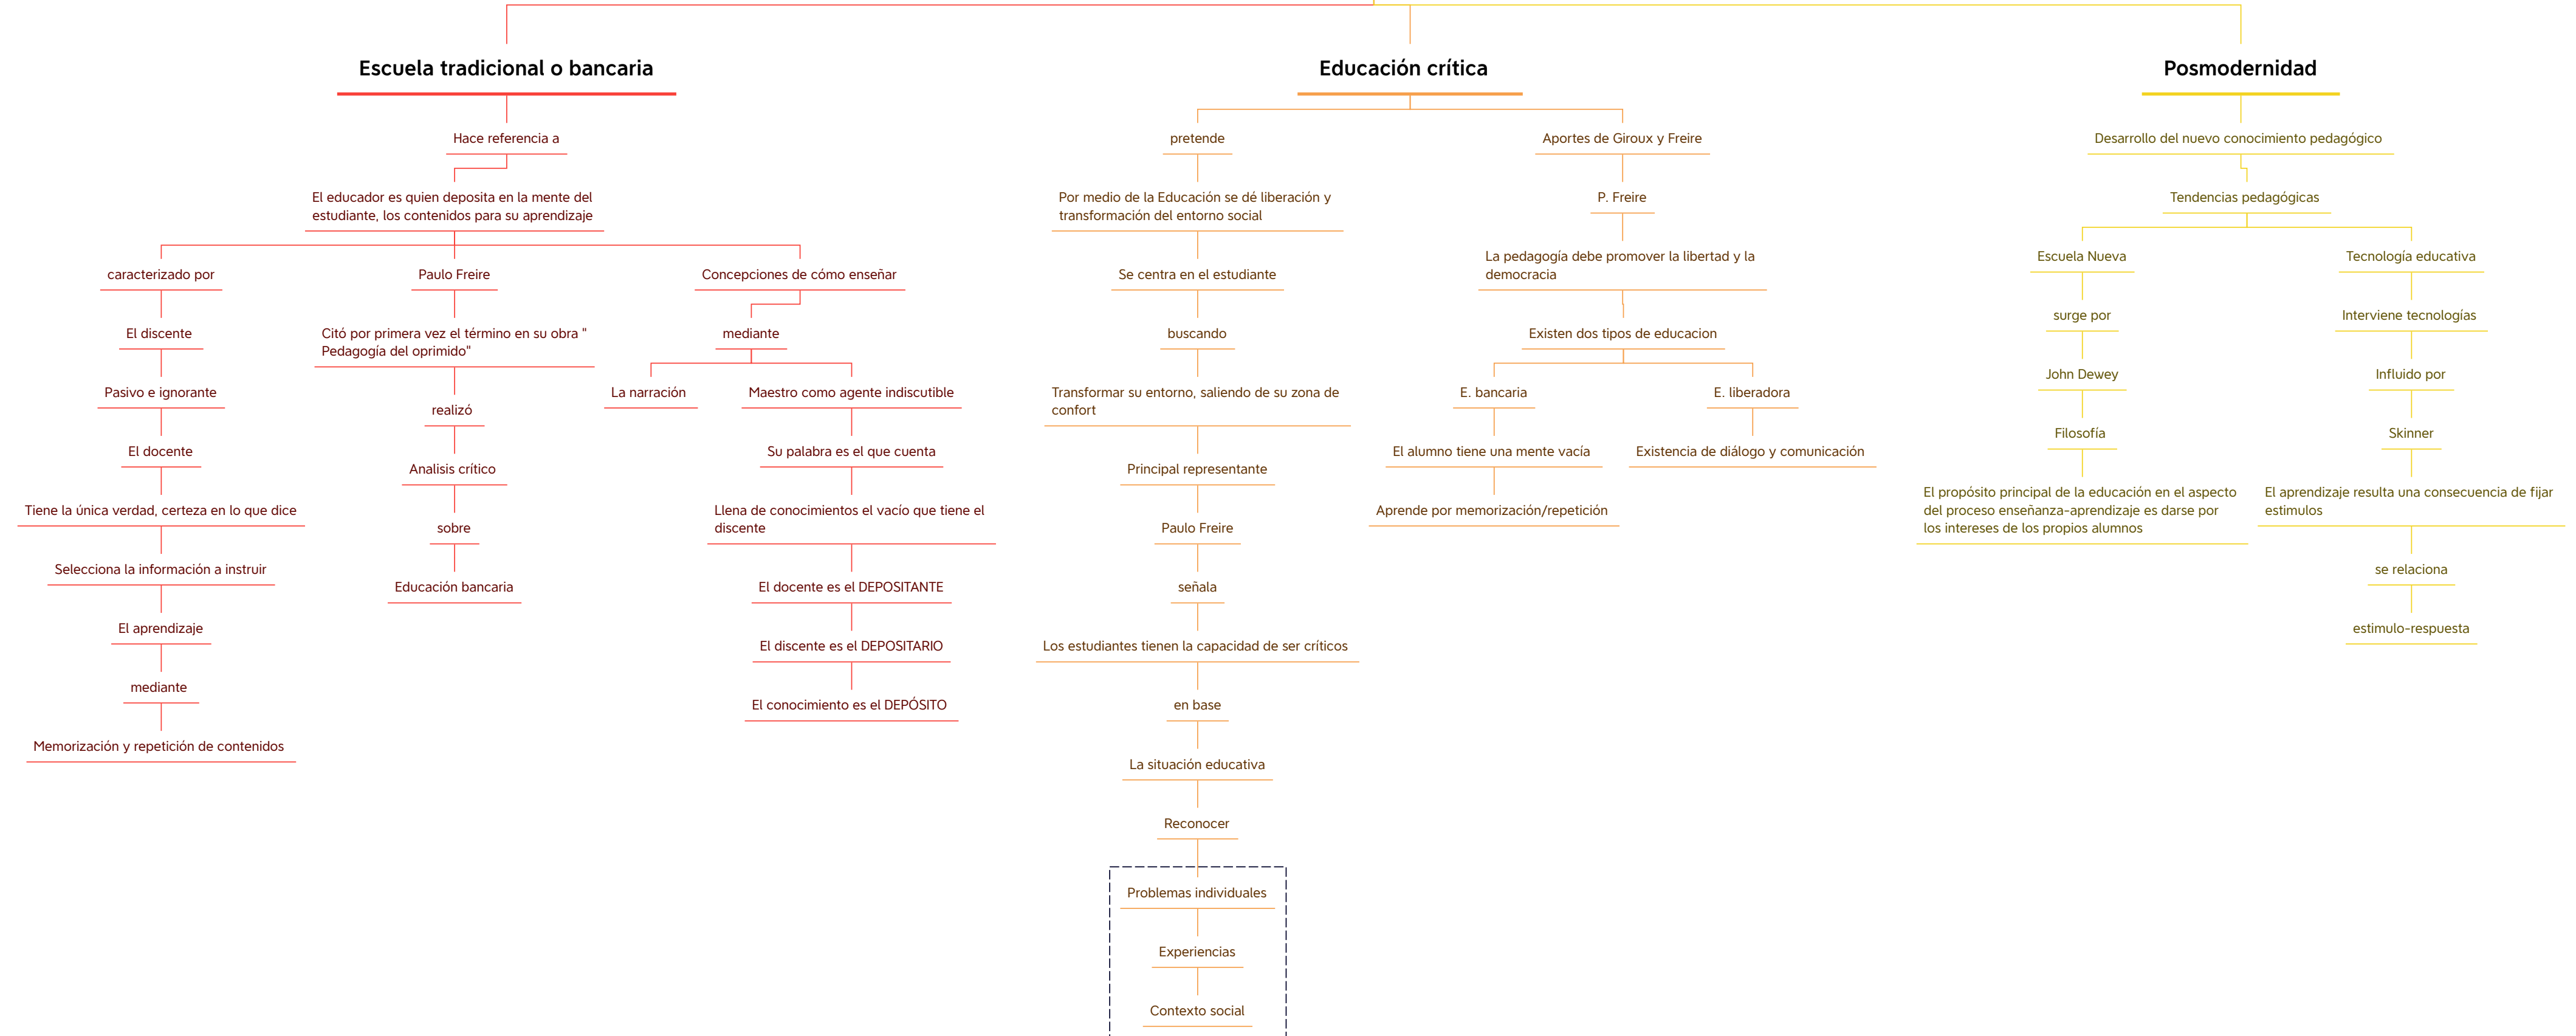 Escuela tradicional o bancaria
Hace referencia a
El educador es quien deposita en la mente del
estudiante, los contenidos para su aprendizaje
caracterizado por
El discente
Pasivo e ignorante
El docente
Tiene la única verdad, certeza en lo que dice
Selecciona la información a instruir
El aprendizaje
mediante
Memorización y repetición de contenidos
Paulo Freire
Citó por primera vez el término en su obra "
Pedagogía del oprimido"
realizó
Analisis crítico
sobre
Educación bancaria
Concepciones de cómo enseñar
mediante
La narración
Maestro como agente indiscutible
Su palabra es el que cuenta
Llena de conocimientos el vacío que tiene el
discente
El docente es el DEPOSITANTE
El discente es el DEPOSITARIO
El conocimiento es el DEPÓSITO
Educación crítica
pretende
Por medio de la Educación se dé liberación y
transformación del entorno social
Se centra en el estudiante
buscando
Transformar su entorno, saliendo de su zona de
confort
Principal representante
Paulo Freire
señala
Los estudiantes tienen la capacidad de ser críticos
en base
La situación educativa
Reconocer
Problemas individuales
Experiencias
Contexto social
Aportes de Giroux y Freire
P. Freire
La pedagogía debe promover la libertad y la
democracia
Existen dos tipos de educacion
E. bancaria
El alumno tiene una mente vacía
Aprende por memorización/repetición
E. liberadora
Existencia de diálogo y comunicación
Posmodernidad
Desarrollo del nuevo conocimiento pedagógico
Tendencias pedagógicas
Escuela Nueva
surge por
John Dewey
Filosofía
El propósito principal de la educación en el aspecto
del proceso enseñanza-aprendizaje es darse por
los intereses de los propios alumnos
Tecnología educativa
Interviene tecnologías
Influido por
Skinner
El aprendizaje resulta una consecuencia de fijar
estimulos
se relaciona
estimulo-respuesta